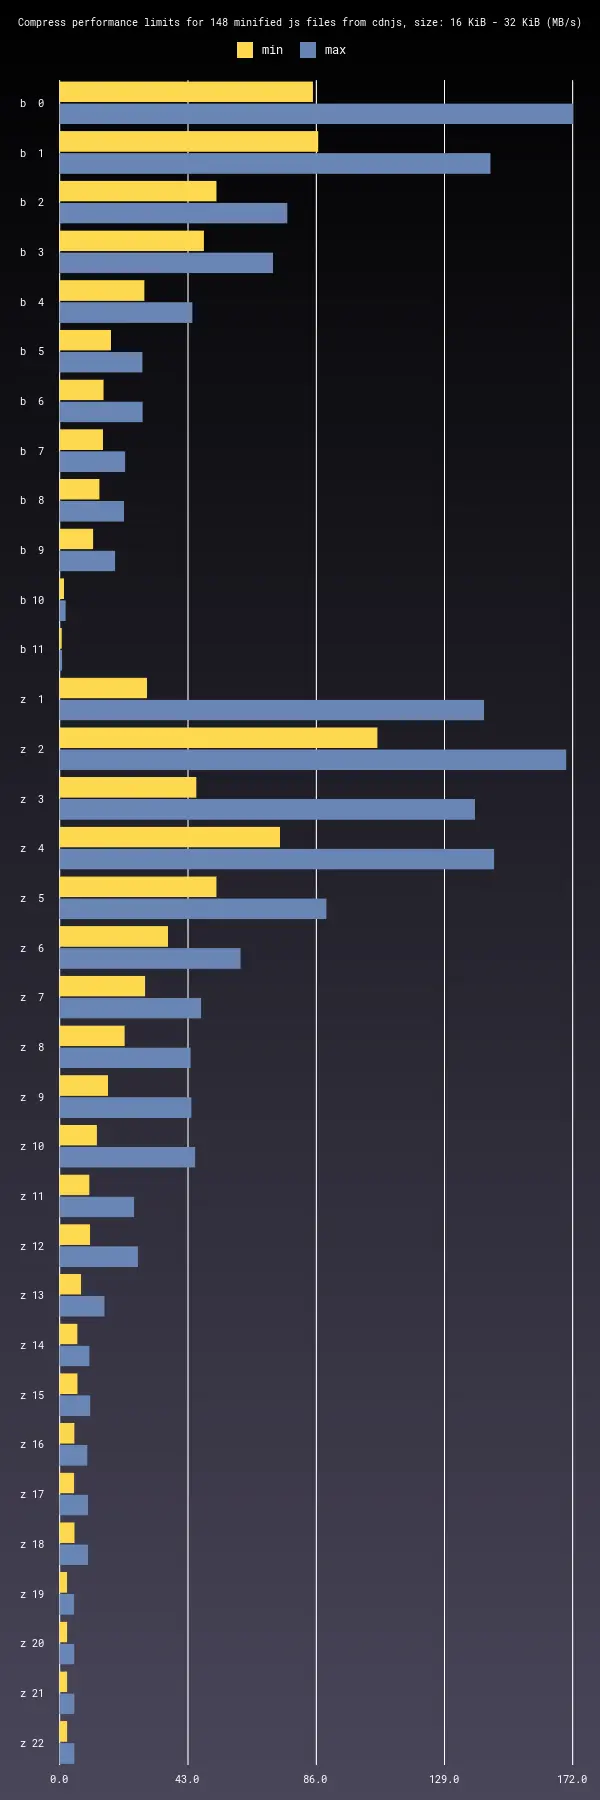 Compress performance limits for 148 minified js files from cdnjs, size: 16 KiB - 32 KiB (MB/s)
min max
b 0
b 1
b 2
b 3
b 4
b 5
b 6
b 7
b 8
b 9
b 10
b 11
z 1
z 2
z 3
z 4
z 5
z 6
z 7
z 8
z 9
z 10
z 11
z 12
z 13
z 14
z 15
z 16
z 17
z 18
z 19
z 20
z 21
z 22
0.0 43.0 86.0 129.0 172.0